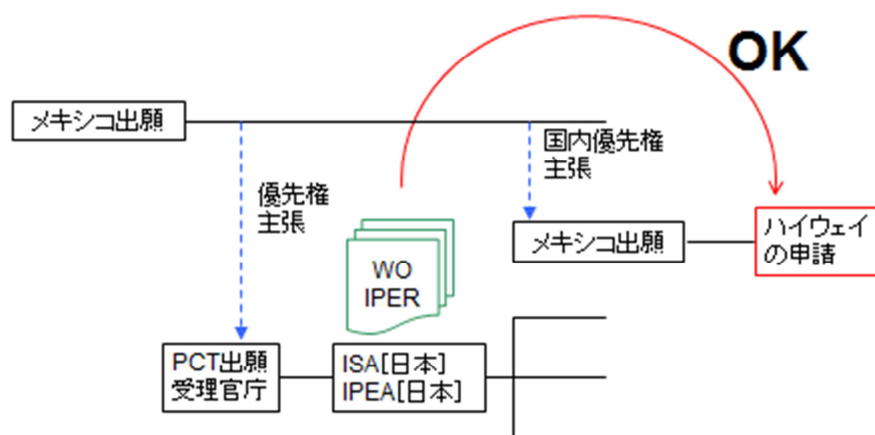 OK
メキシコ出願
国内優先権
主張
優先権
主張
ハイウェイ
の申請
メキシコ出願
WO
IPER
PCT出願
受理官庁
ISA[日本]
IPEA[日本]